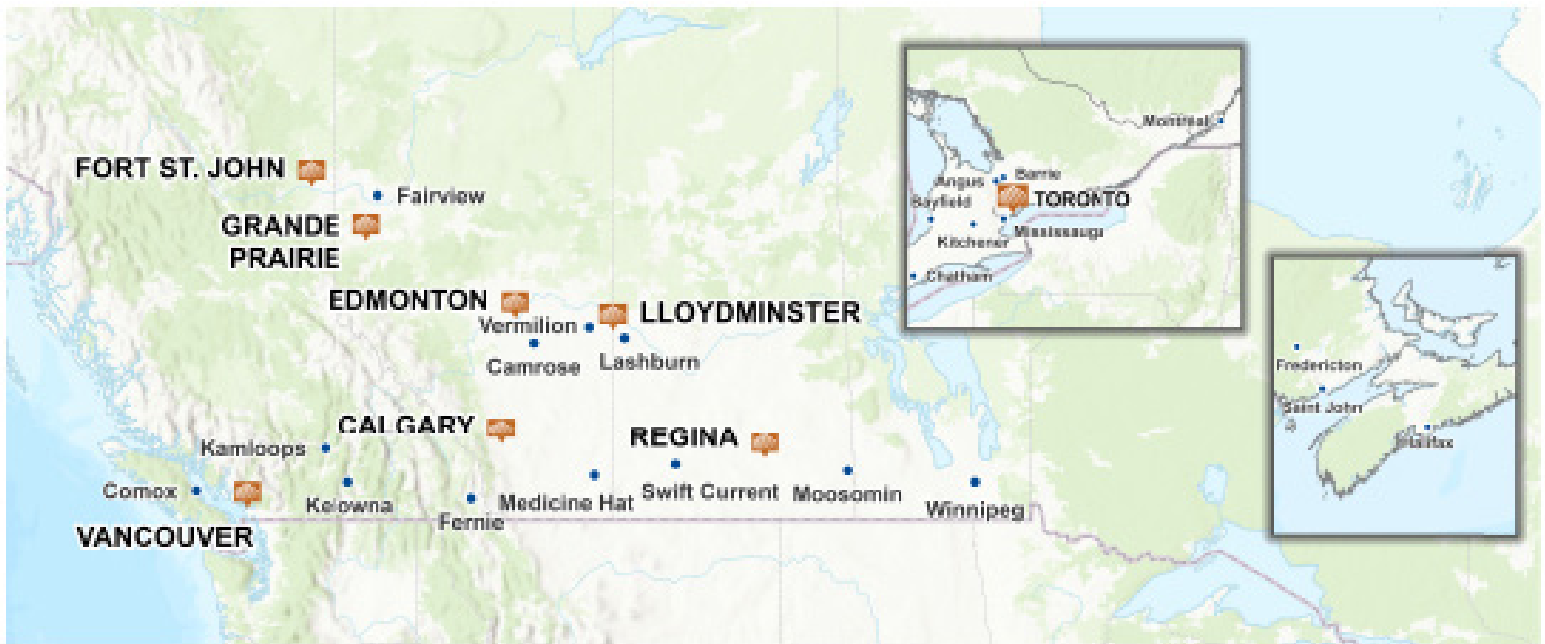 FORT ST. JOHN
Fairview
GRANDE
PRAIRIE
EDMONTON
LLOYDMINSTER
Vermilion
Camrose
Lashburn
CALGARY
REGINA
Kamloops
Comox
VANCOUVER
Kelowna
Fernie
Medicine Hat
Swift Current
Moosomin
Winnipeg
Montreal
Angus
Barrie
Bayfield
TORONTO
Kitchener
Mississauga
Chatham
Fredericton
Saint John
Halifax